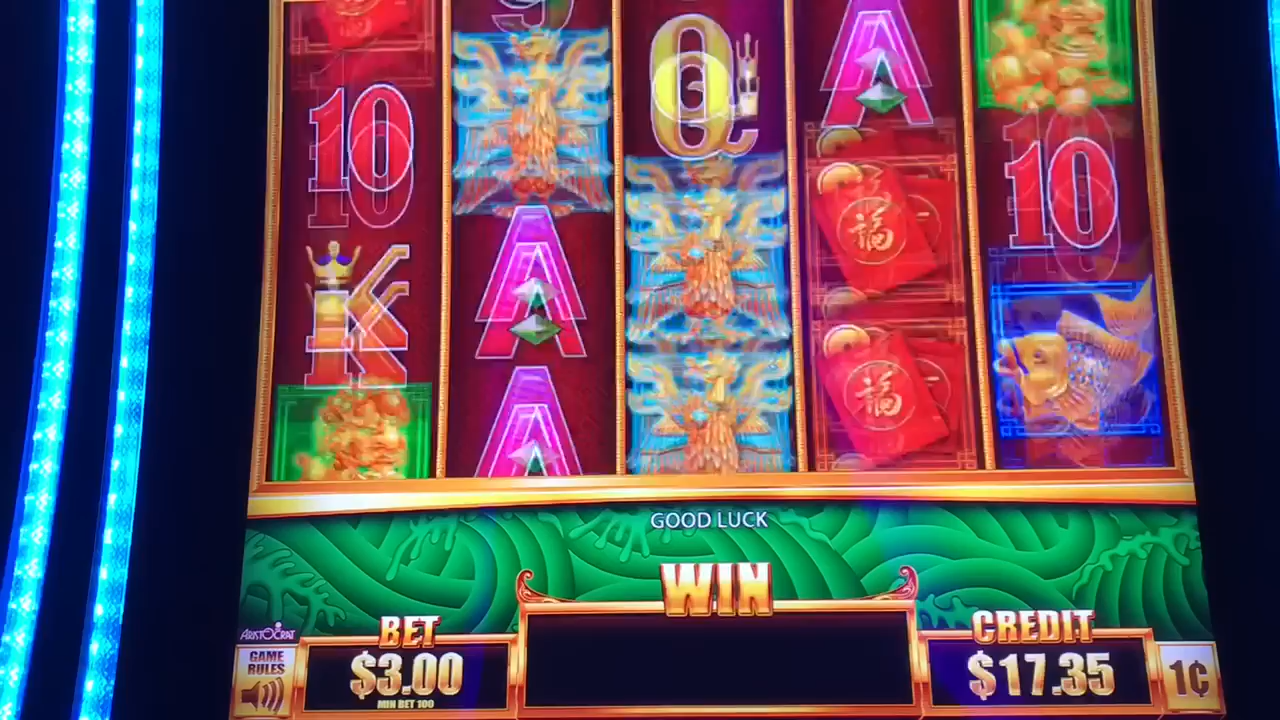 Q
A
10
10
K
A
福
A
福
GOOD LUCK
WIN
ARISTOCRAT
GAME
RULES
BET
$3.00
MIN BET 100
CREDIT
$17.35
1¢